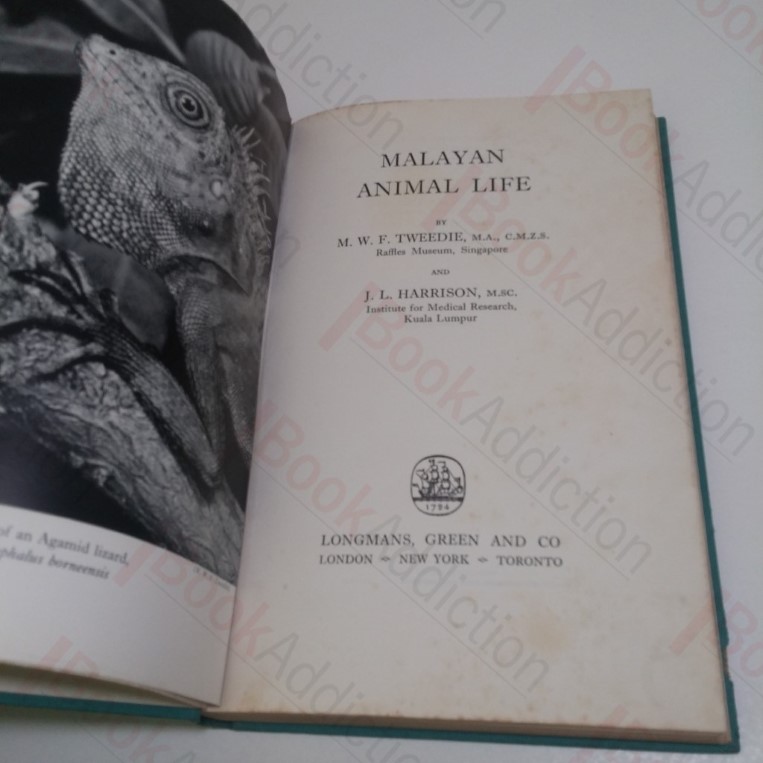 of an Agamid lizard,
borneensis
MALAYAN
ANIMAL LIFE
BY
M. W. F. TWEEDIE, M.A., C.M.Z.S.
Raffles Museum, Singapore
AND
J. L. HARRISON, M.SC.
Institute for Medical Research,
Kuala Lumpur
1724
LONGMANS, GREEN AND CO
LONDON NEW YORK TORONTO
BookAddiction